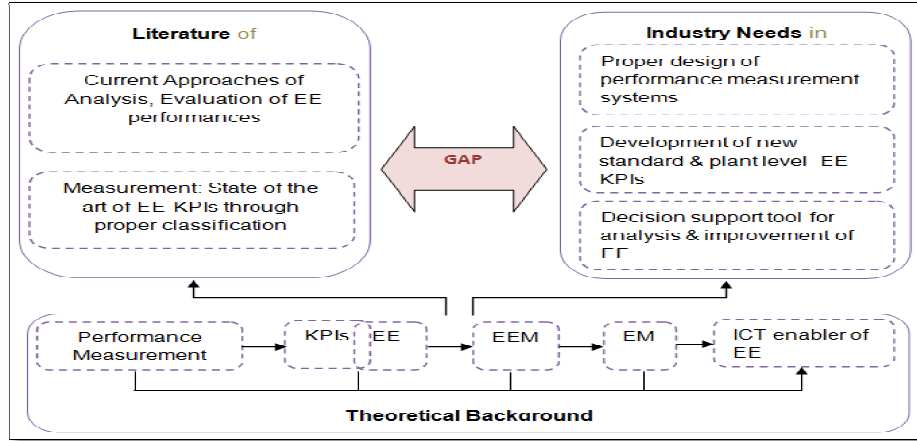 Literature of
Current Approaches of
Analysis, Evaluation of EE
performances
Measurement: State of the
art of EE KPIs through
proper classification
GAP
Industry Needs in
Proper design of
performance measurement
systems
Development of new
standard & plant level EE
KPIs
Decision support tool for
analysis & improvement of
EE
Performance
Measurement
KPIs
EE
EEM
EM
ICT enabler of
EE
Theoretical Background